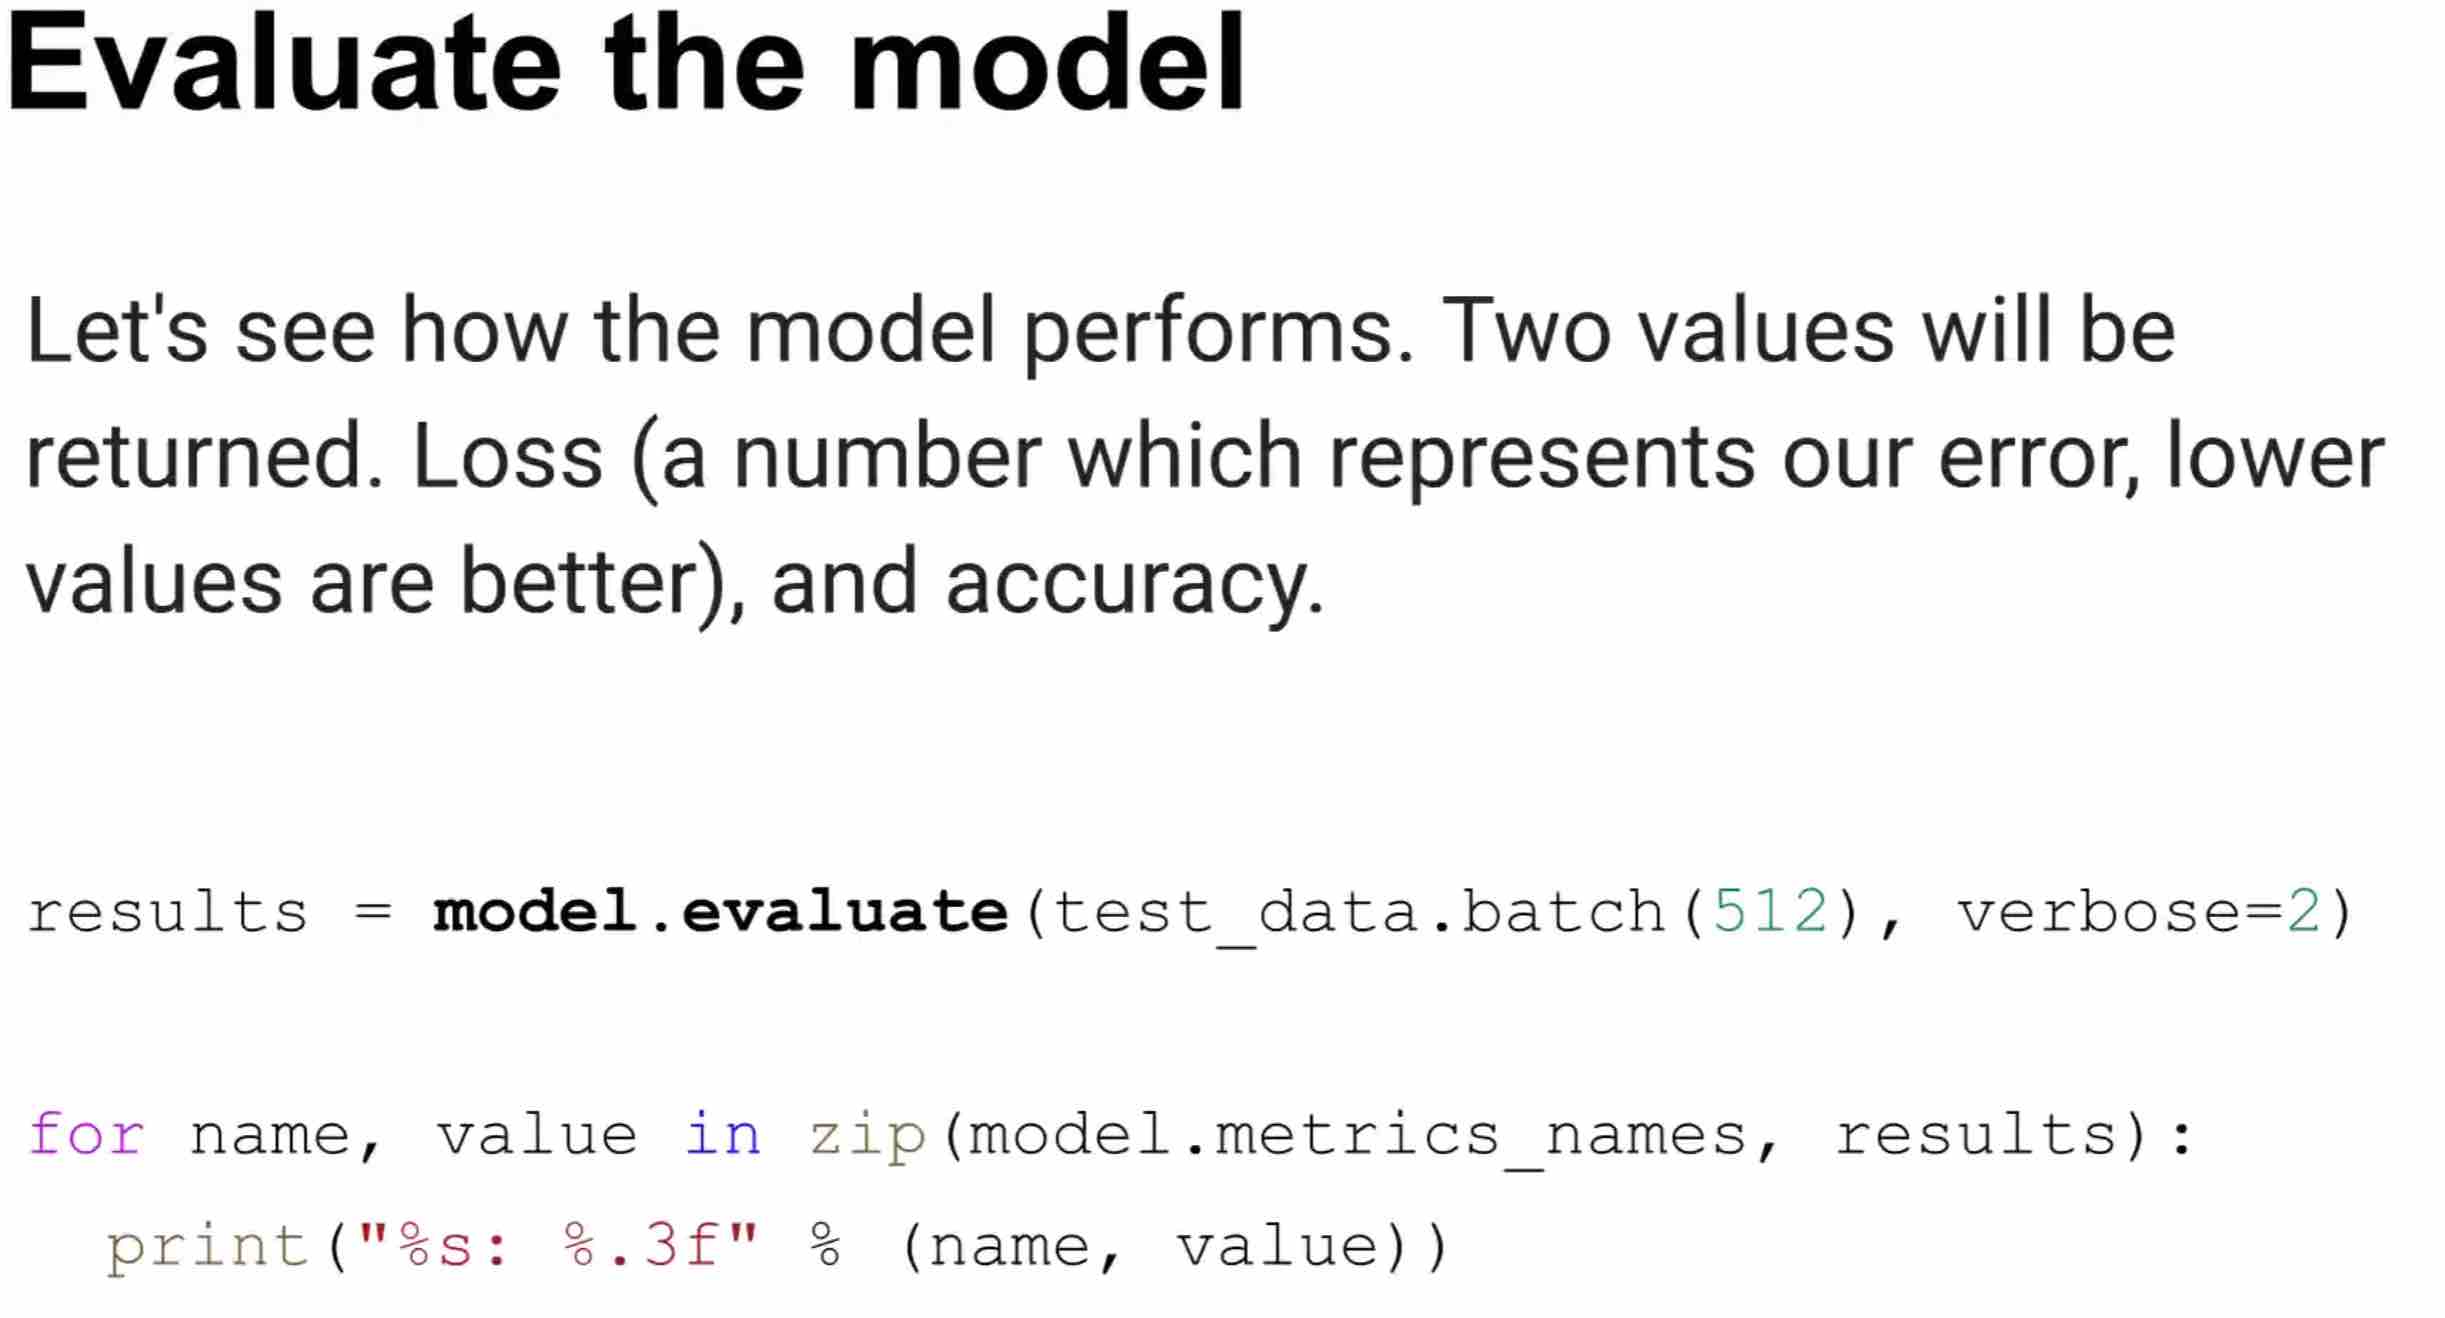 Evaluate the model
Let's see how the model performs. Two values will be
returned. Loss (a number which represents our error, lower
values are better), and accuracy.
results = model.evaluate(test_data.batch(512), verbose=2)
for name, value in zip(model.metrics_names, results):
  print("%s: %.3f" % (name, value))